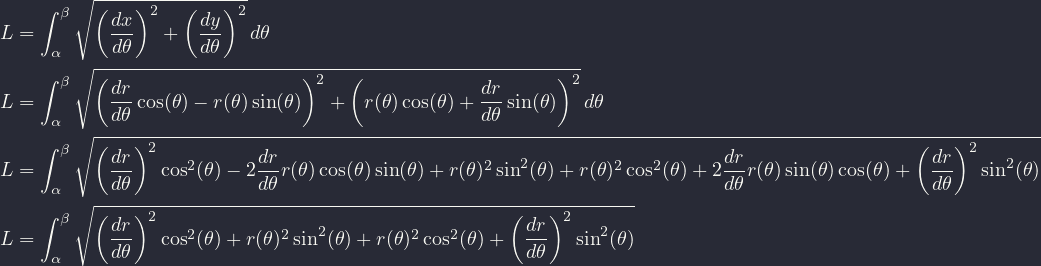 L = ∫_α^β √((dx/dθ)² + (dy/dθ)²) dθ
L = ∫_α^β √((dr/dθ cos(θ) − r(θ) sin(θ))² + (r(θ) cos(θ) + dr/dθ sin(θ))²) dθ
L = ∫_α^β √((dr/dθ)² cos²(θ) − 2 dr/dθ r(θ) cos(θ) sin(θ) + r(θ)² sin²(θ) + r(θ)² cos²(θ) + 2 dr/dθ r(θ) sin(θ) cos(θ) + (dr/dθ)² sin²(θ)
L = ∫_α^β √((dr/dθ)² cos²(θ) + r(θ)² sin²(θ) + r(θ)² cos²(θ) + (dr/dθ)² sin²(θ)